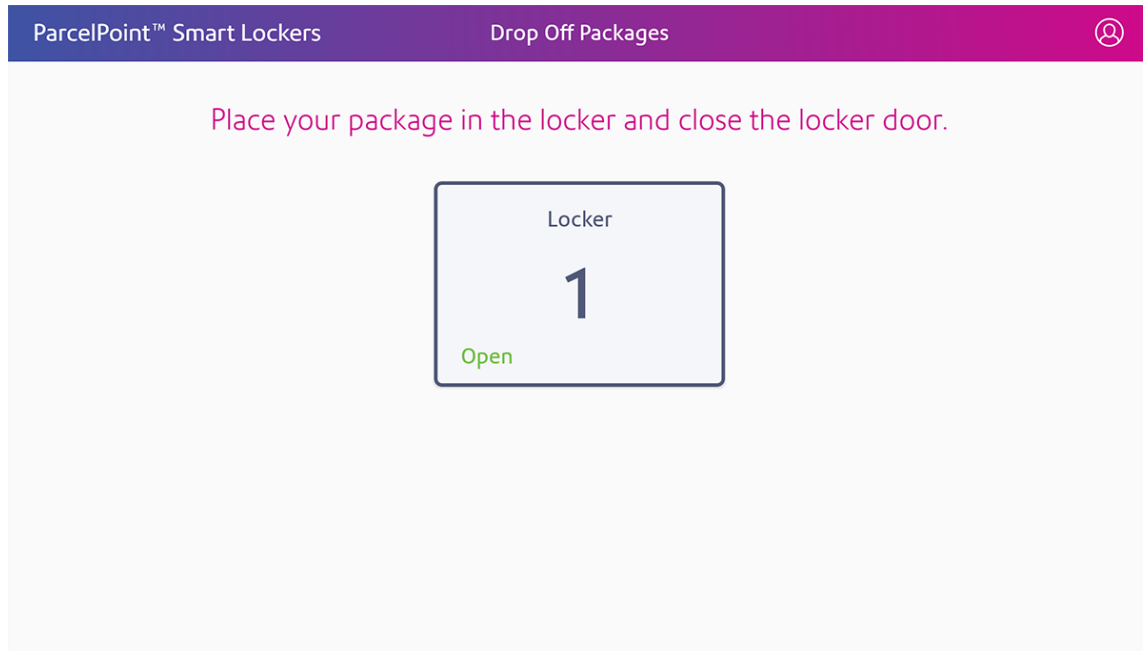 ParcelPoint™ Smart Lockers
Drop Off Packages
Place your package in the locker and close the locker door.
Locker
1
Open